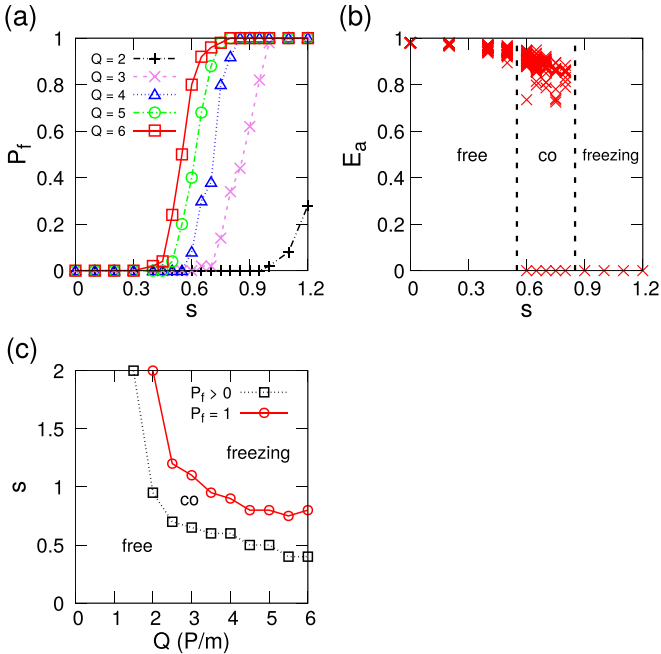 (a)
1
0.8
0.6
0.4
0.2
0
P_f
Q = 2
Q = 3
Q = 4
Q = 5
Q = 6
0 0.3 0.6 0.9 1.2
s
(b)
1
0.8
0.6
0.4
0.2
0
E_a
free co freezing
0 0.3 0.6 0.9 1.2
s
(c)
2
1.5
1
0.5
0
s
P_f > 0
P_f = 1
freezing
co
free
0 1 2 3 4 5 6
Q (P/m)